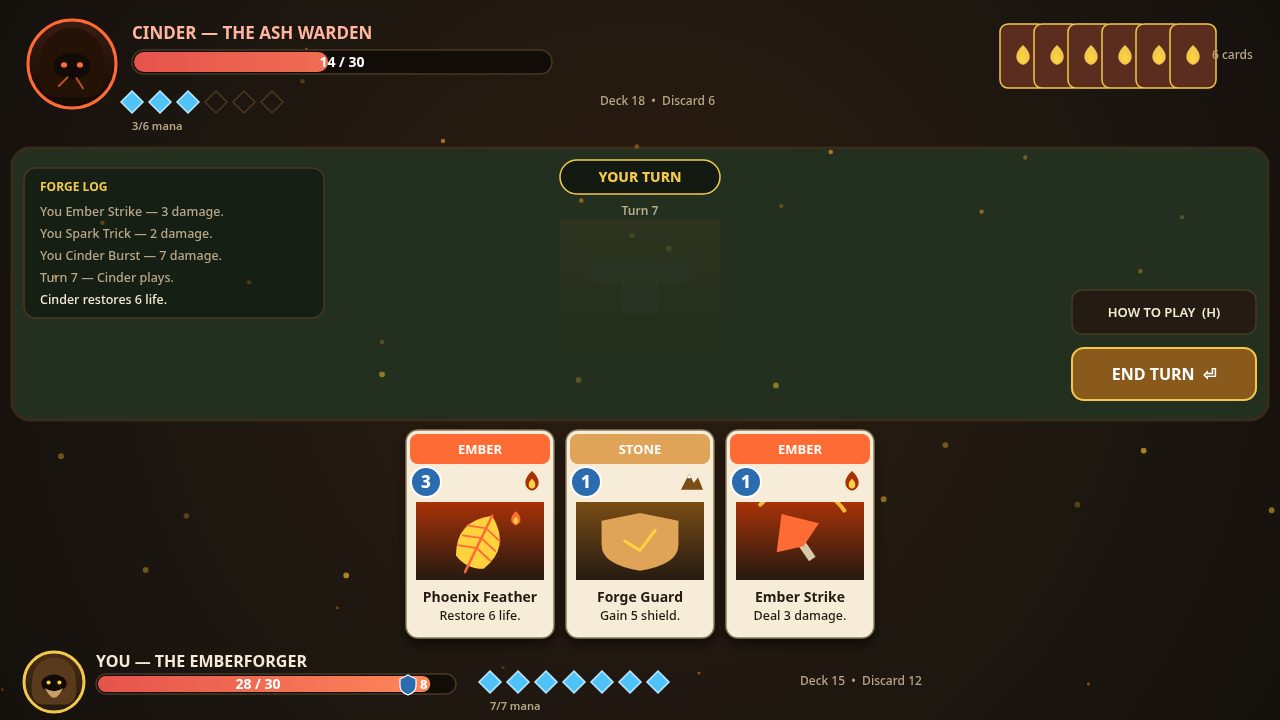 CINDER — THE ASH WARDEN
14 / 30
3/6 mana
Deck 18 • Discard 6
6 cards
FORGE LOG
You Ember Strike — 3 damage.
You Spark Trick — 2 damage.
You Cinder Burst — 7 damage.
Turn 7 — Cinder plays.
Cinder restores 6 life.
YOUR TURN
Turn 7
HOW TO PLAY (H)
END TURN ⏎
EMBER
3
Phoenix Feather
Restore 6 life.
STONE
1
Forge Guard
Gain 5 shield.
EMBER
1
Ember Strike
Deal 3 damage.
YOU — THE EMBERFORGER
28 / 30
8
7/7 mana
Deck 15 • Discard 12